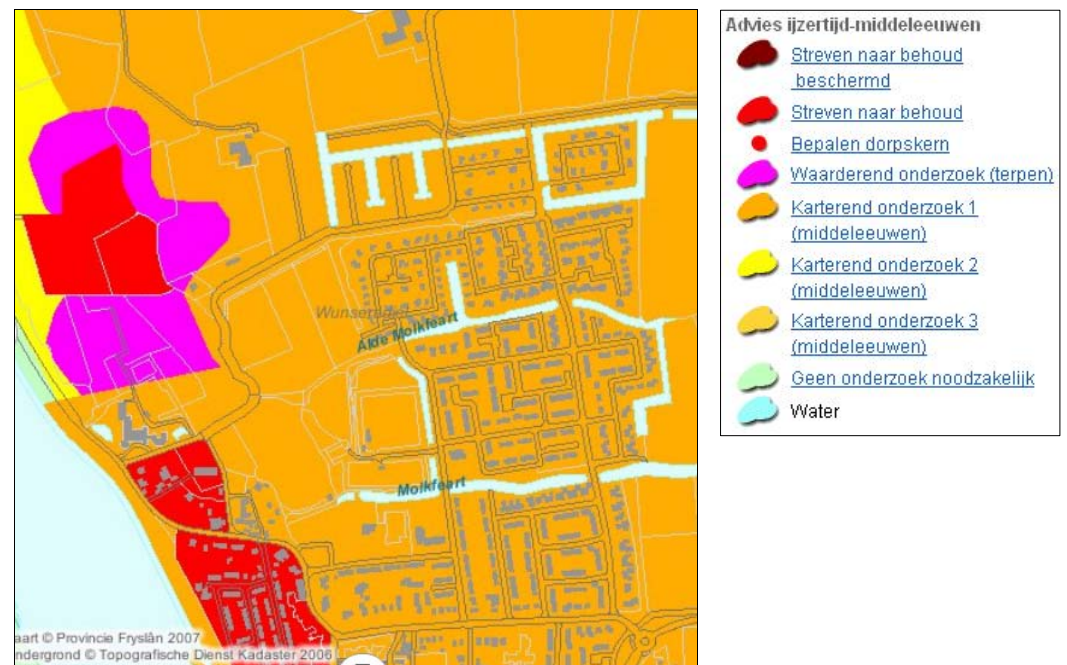 Wunseradiel
Alde Molkfeart
Molkfeart
aart © Provincie Fryslân 2007
ndergrond © Topografische Dienst Kadaster 2006
Advies ijzertijd-middeleeuwen
Streven naar behoud
beschermd
Streven naar behoud
Bepalen dorpskern
Waarderend onderzoek (terpen)
Karterend onderzoek 1
(middeleeuwen)
Karterend onderzoek 2
(middeleeuwen)
Karterend onderzoek 3
(middeleeuwen)
Geen onderzoek noodzakelijk
Water